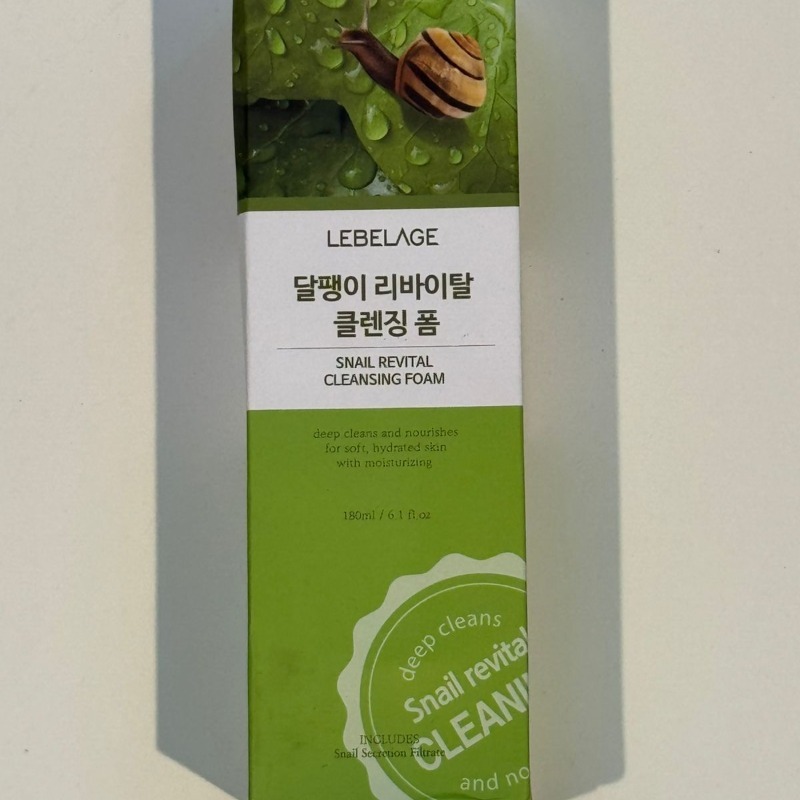 LEBELAGE
달팽이 리바이탈
클렌징 폼
SNAIL REVITAL
CLEANSING FOAM
deep cleans and nourishes
for soft, hydrated skin
with moisturizing
180ml / 6.1 fl.oz
deep cleans
Snail revital
CLEANI
and no
INCLUDES
Snail Secretion Filtrate